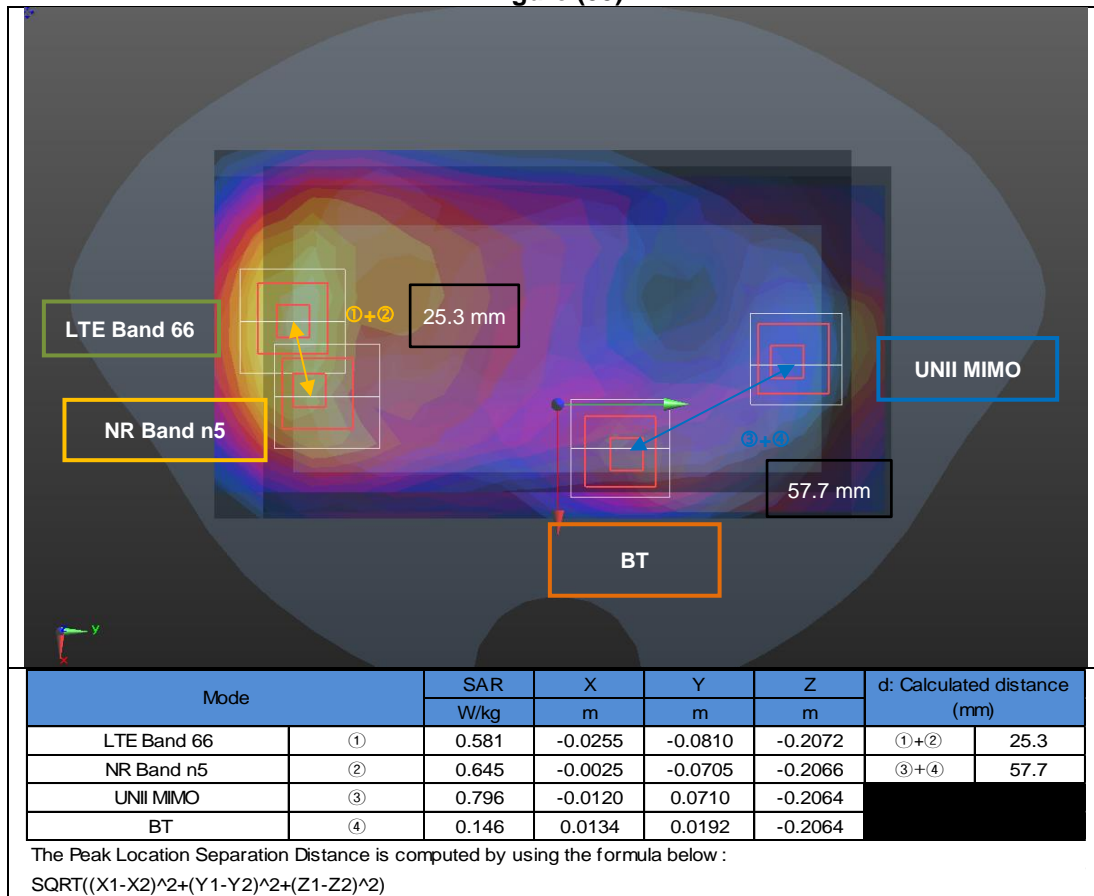 ①+②
25.3 mm
LTE Band 66
UNII MIMO
NR Band n5
③+④
57.7 mm
BT
y
x
Mode SAR X Y Z d: Calculated distance (mm)
W/kg m m m
LTE Band 66 ① 0.581 -0.0255 -0.0810 -0.2072 ①+② 25.3
NR Band n5 ② 0.645 -0.0025 -0.0705 -0.2066 ③+④ 57.7
UNII MIMO ③ 0.796 -0.0120 0.0710 -0.2064
BT ④ 0.146 0.0134 0.0192 -0.2064
The Peak Location Separation Distance is computed by using the formula below :
SQRT((X1-X2)^2+(Y1-Y2)^2+(Z1-Z2)^2)